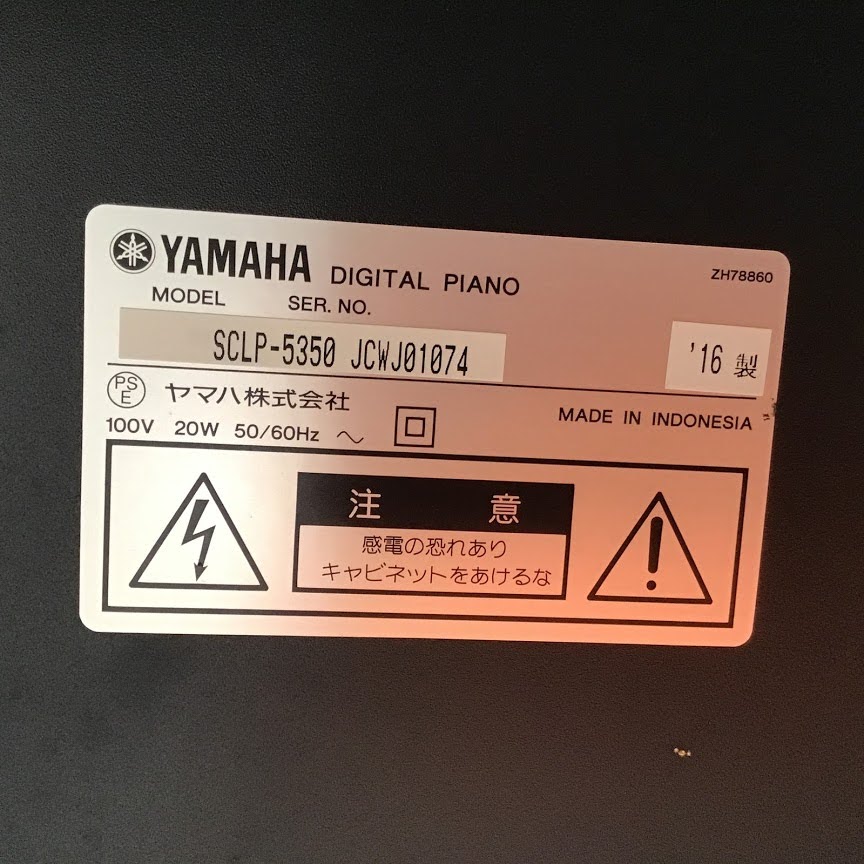 YAMAHA DIGITAL PIANO
ZH78860
MODEL SER. NO.
SCLP-5350 JCWJ01074
'16 製
PS
E
ヤマハ株式会社
100V 20W 50/60Hz
MADE IN INDONESIA
注 意
感電の恐れあり
キャビネットをあけるな